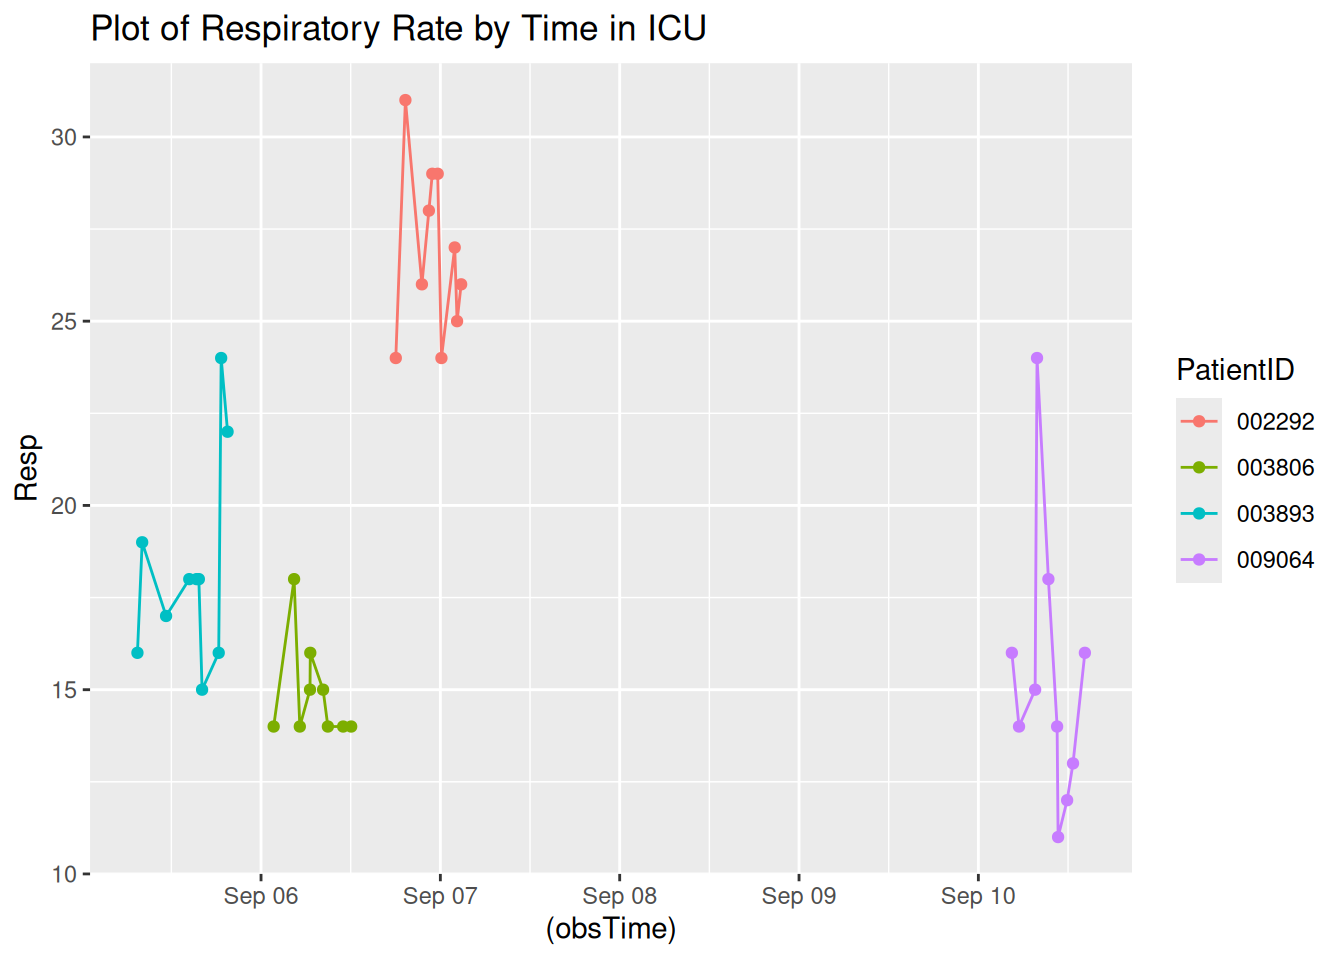 Plot of Respiratory Rate by Time in ICU
30
25
20
15
10
Resp
Sep 06 Sep 07 Sep 08 Sep 09 Sep 10
(obsTime)
PatientID
002292
003806
003893
009064